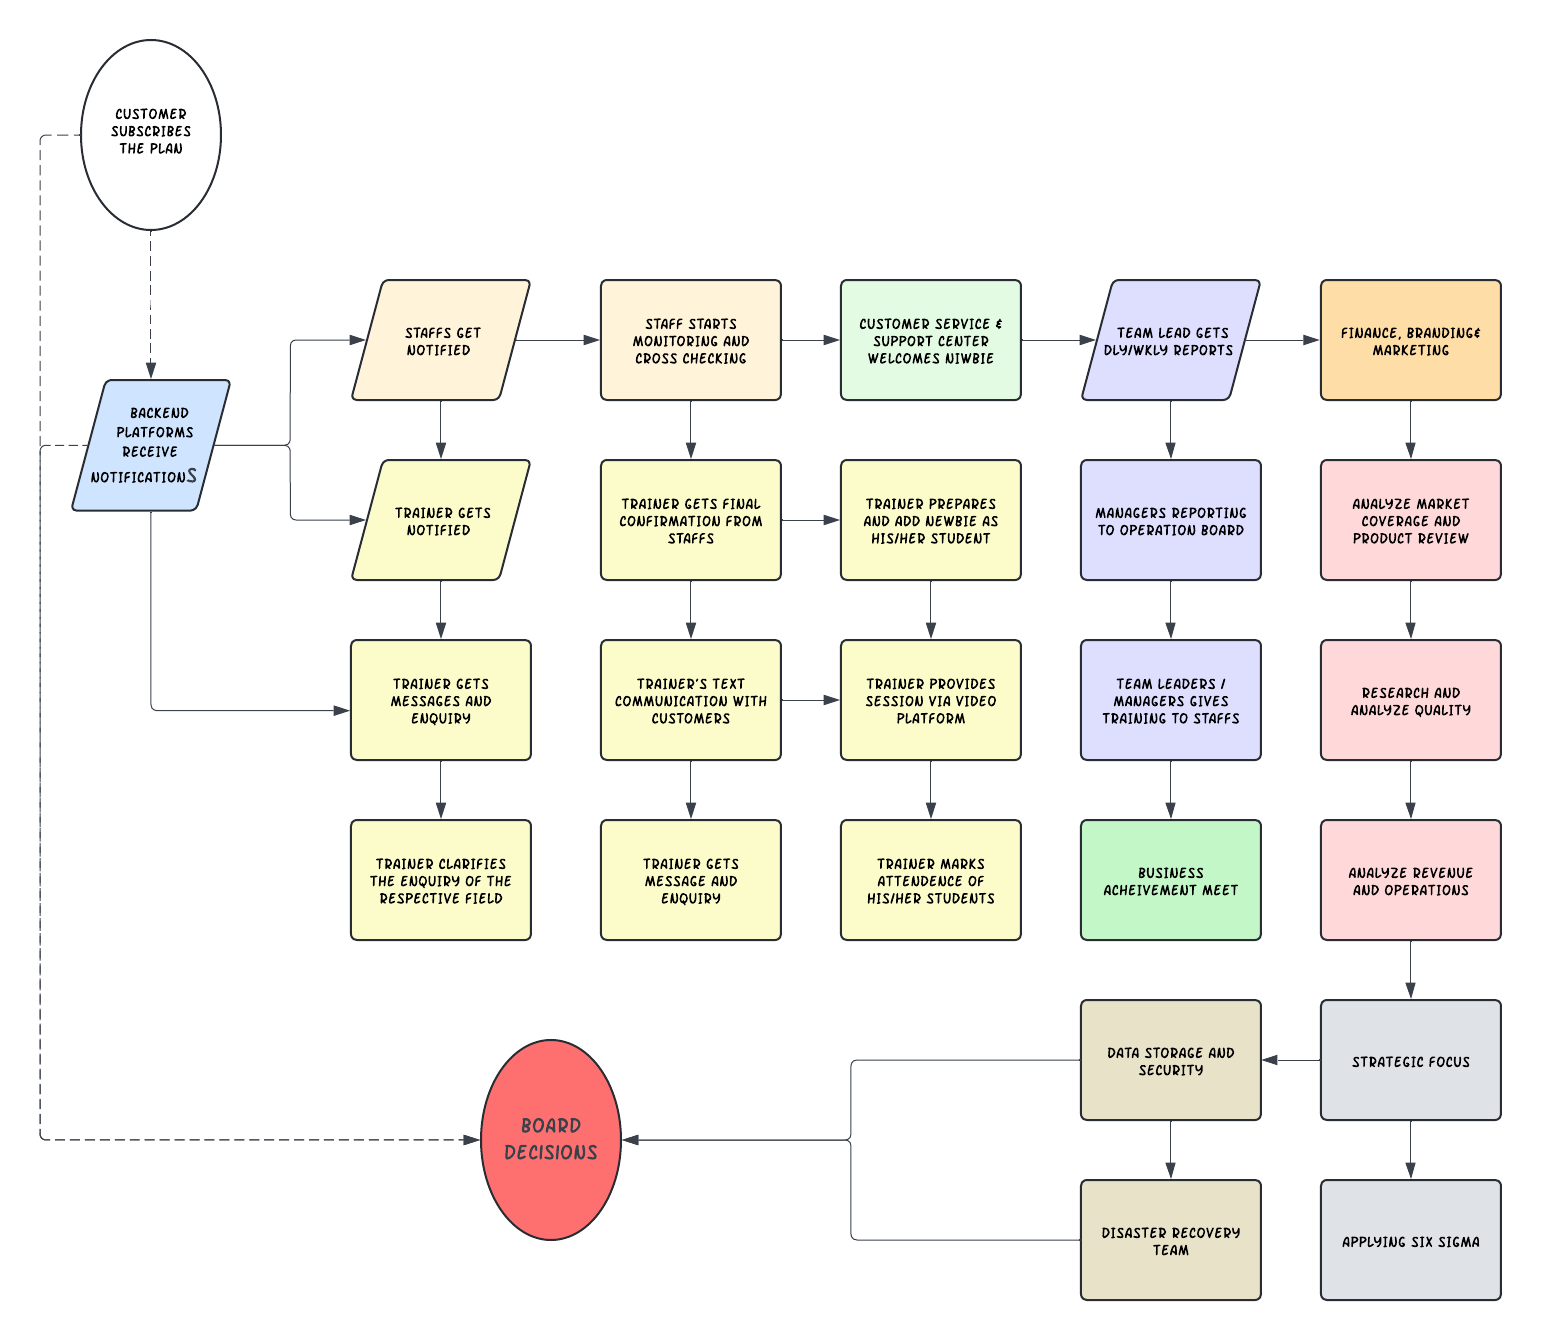 CUSTOMER
SUBSCRIBES
THE PLAN
BACKEND
PLATFORMS
RECEIVE
NOTIFICATIONS
STAFFS GET
NOTIFIED
STAFF STARTS
MONITORING AND
CROSS CHECKING
CUSTOMER SERVICE &
SUPPORT CENTER
WELCOMES NIWBIE
TEAM LEAD GETS
DLY/WKLY REPORTS
FINANCE, BRANDING&
MARKETING
TRAINER GETS
NOTIFIED
TRAINER GETS FINAL
CONFIRMATION FROM
STAFFS
TRAINER PREPARES
AND ADD NEWBIE AS
HIS/HER STUDENT
MANAGERS REPORTING
TO OPERATION BOARD
ANALYZE MARKET
COVERAGE AND
PRODUCT REVIEW
TRAINER GETS
MESSAGES AND
ENQUIRY
TRAINER'S TEXT
COMMUNICATION WITH
CUSTOMERS
TRAINER PROVIDES
SESSION VIA VIDEO
PLATFORM
TEAM LEADERS /
MANAGERS GIVES
TRAINING TO STAFFS
RESEARCH AND
ANALYZE QUALITY
TRAINER CLARIFIES
THE ENQUIRY OF THE
RESPECTIVE FIELD
TRAINER GETS
MESSAGE AND
ENQUIRY
TRAINER MARKS
ATTENDENCE OF
HIS/HER STUDENTS
BUSINESS
ACHEIVEMENT MEET
ANALYZE REVENUE
AND OPERATIONS
DATA STORAGE AND
SECURITY
STRATEGIC FOCUS
BOARD
DECISIONS
DISASTER RECOVERY
TEAM
APPLYING SIX SIGMA